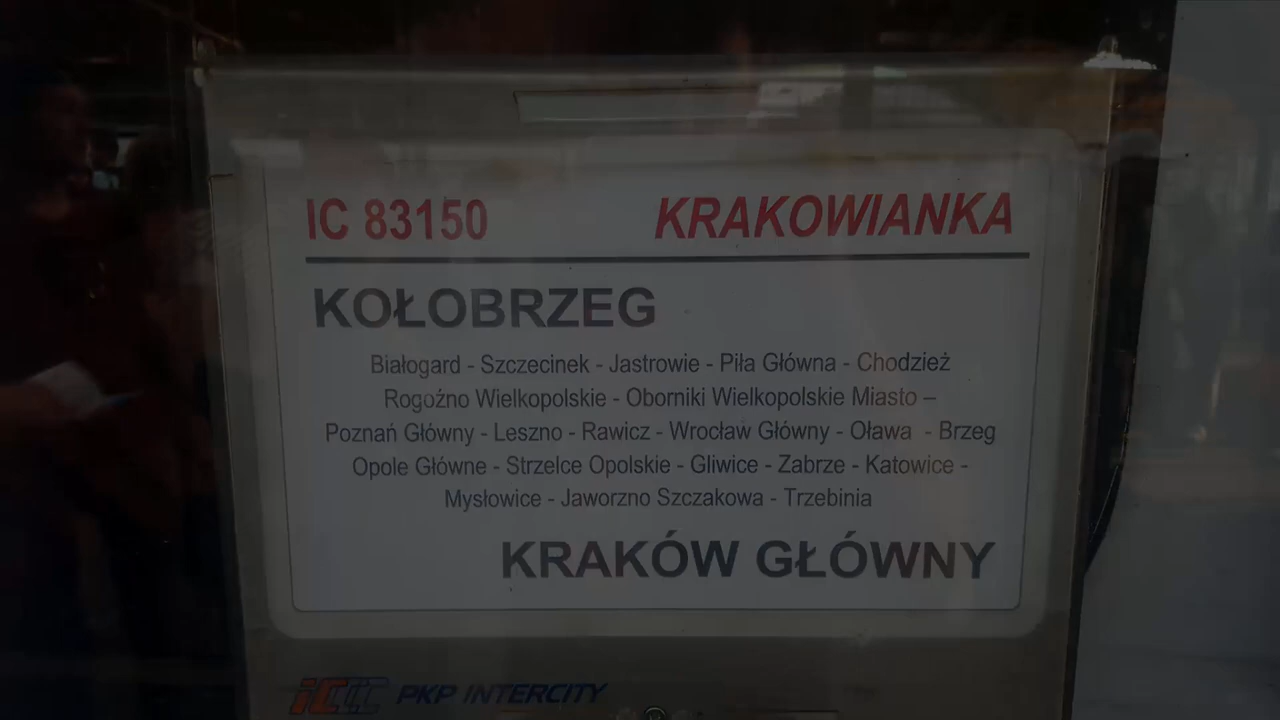 IC 83150 KRAKOWIANKA
KOŁOBRZEG
Białogard - Szczecinek - Jastrowie - Piła Główna - Chodzież
Rogoźno Wielkopolskie - Oborniki Wielkopolskie Miasto –
Poznań Główny - Leszno - Rawicz - Wrocław Główny - Oława - Brzeg
Opole Główne - Strzelce Opolskie - Gliwice - Zabrze - Katowice -
Mysłowice - Jaworzno Szczakowa - Trzebinia
KRAKÓW GŁÓWNY
IC PKP INTERCITY